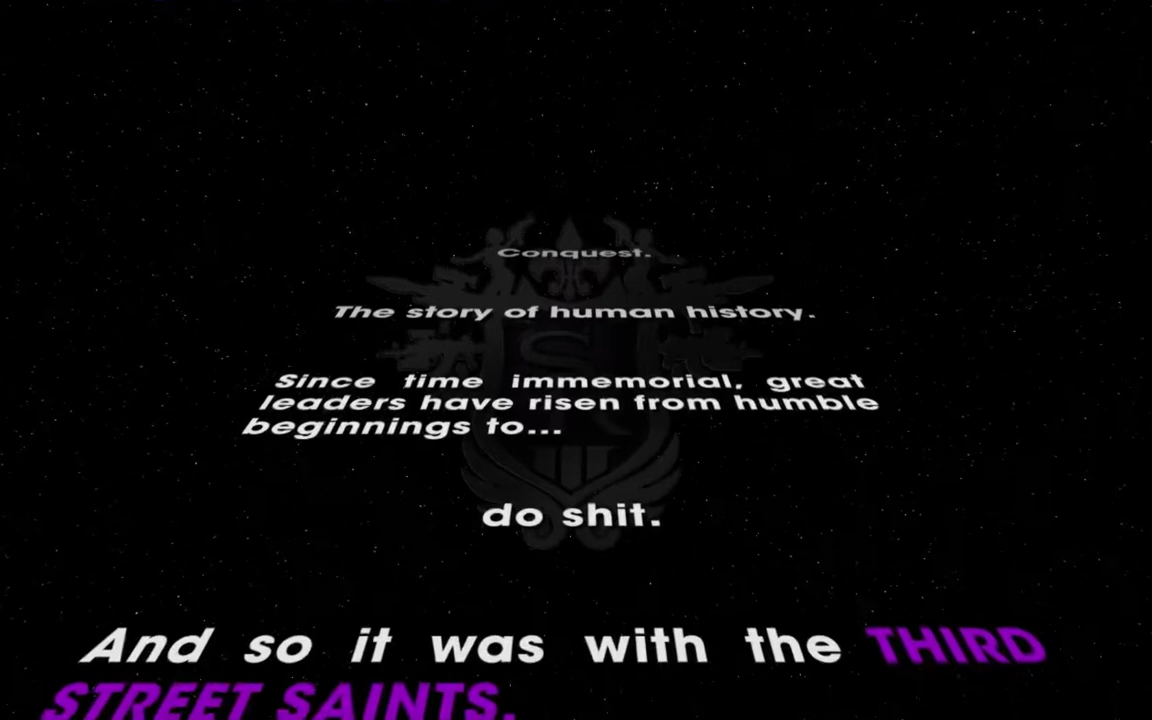 Conquest.
The story of human history.
Since time immemorial, great
leaders have risen from humble
beginnings to...
do shit.
And so it was with the THIRD
STREET SAINTS.